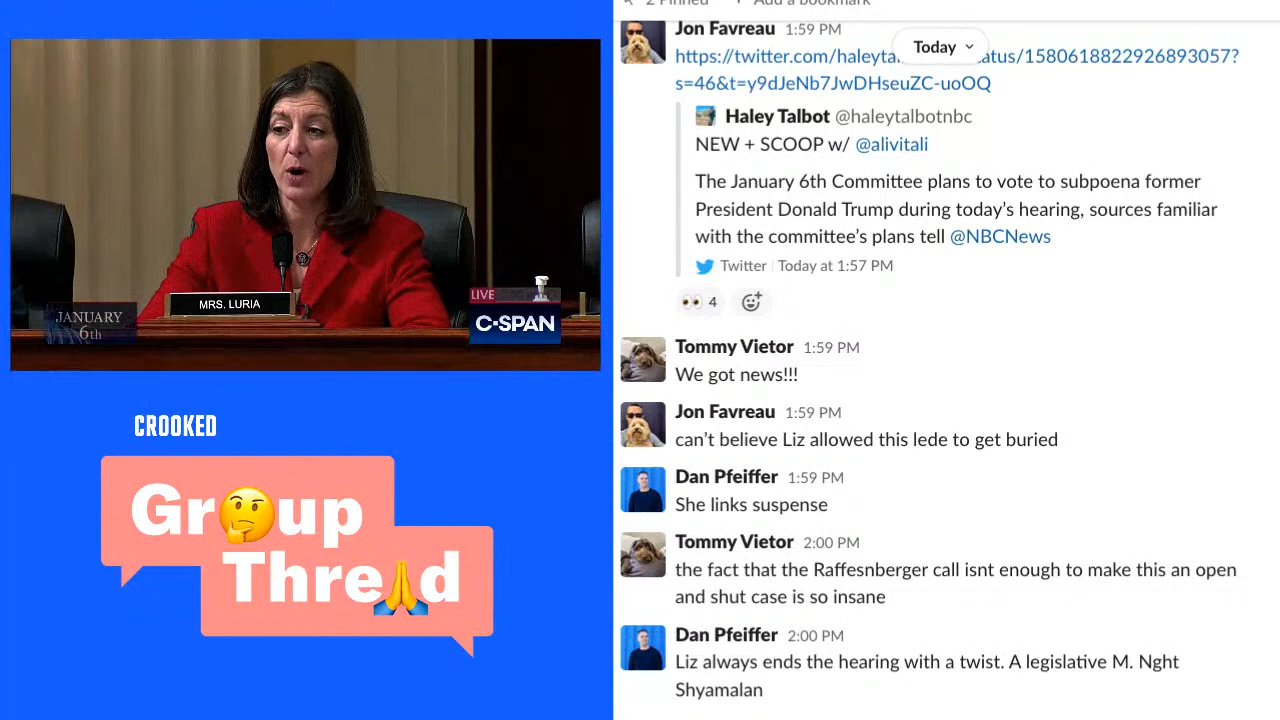 MRS. LURIA
JANUARY
6th
LIVE
C-SPAN
CROOKED
Gr🤔up
Thre🙏d
2 Pinned + Add a bookmark
Jon Favreau 1:59 PM
Today
https://twitter.com/haleyta atus/1580618822926893057?
s=46&t=y9dJeNb7JwDHseuZC-uoOQ
Haley Talbot @haleytalbotnbc
NEW + SCOOP w/ @alivitali
The January 6th Committee plans to vote to subpoena former
President Donald Trump during today's hearing, sources familiar
with the committee's plans tell @NBCNews
Twitter | Today at 1:57 PM
👀 4
Tommy Vietor 1:59 PM
We got news!!!
Jon Favreau 1:59 PM
can't believe Liz allowed this lede to get buried
Dan Pfeiffer 1:59 PM
She links suspense
Tommy Vietor 2:00 PM
the fact that the Raffesnberger call isnt enough to make this an open
and shut case is so insane
Dan Pfeiffer 2:00 PM
Liz always ends the hearing with a twist. A legislative M. Nght
Shyamalan